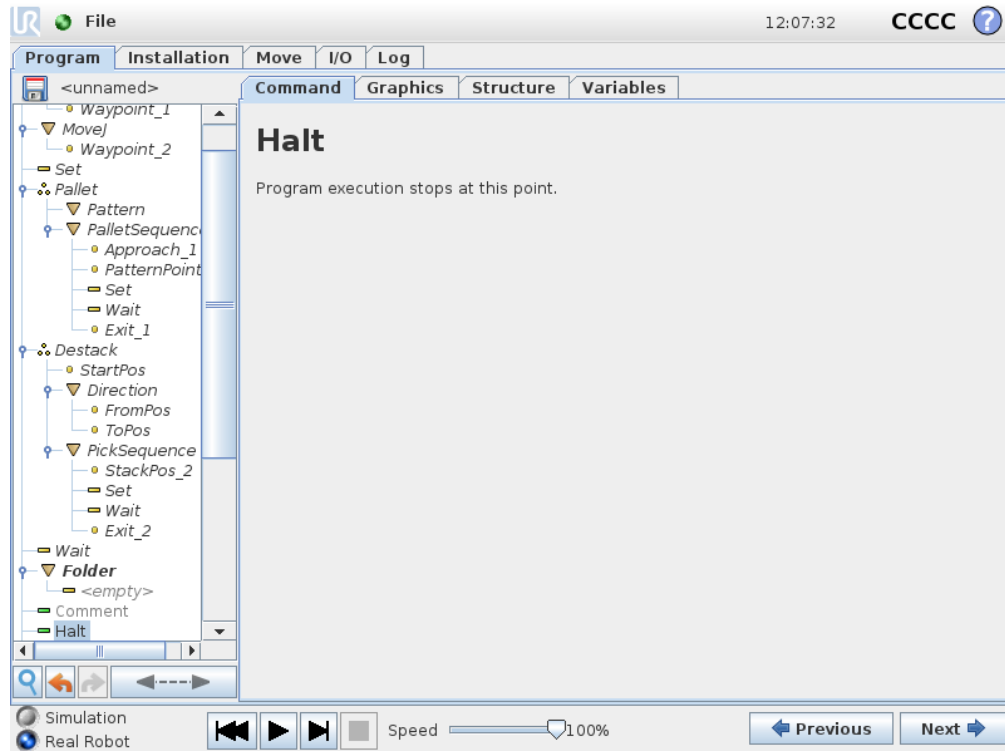 UR File 12:07:32 CCCC ?
Program Installation Move I/O Log
<unnamed>
Command Graphics Structure Variables
Waypoint_1
MoveJ
Waypoint_2
Set
Pallet
Pattern
PalletSequenc
Approach_1
PatternPoint
Set
Wait
Exit_1
Destack
StartPos
Direction
FromPos
ToPos
PickSequence
StackPos_2
Set
Wait
Exit_2
Wait
Folder
<empty>
Comment
Halt
Halt
Program execution stops at this point.
Simulation
Real Robot
Speed 100%
Previous Next